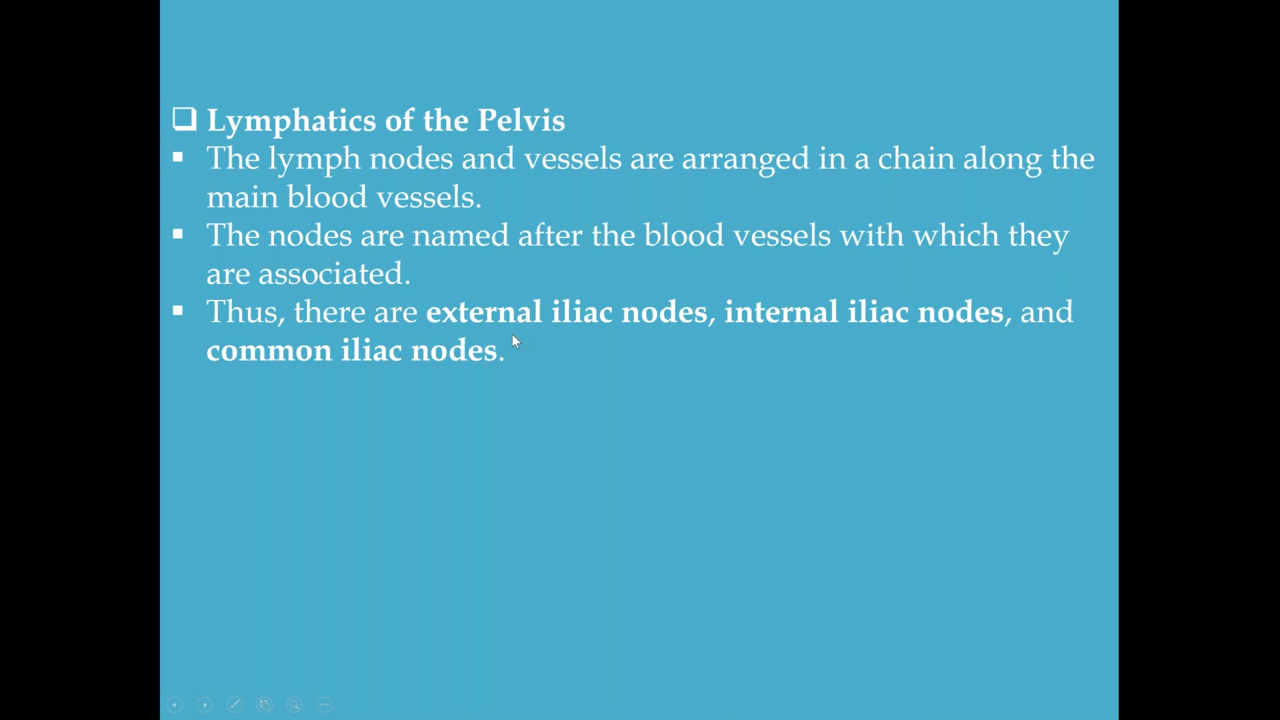 ❑ Lymphatics of the Pelvis
▪ The lymph nodes and vessels are arranged in a chain along the
main blood vessels.
▪ The nodes are named after the blood vessels with which they
are associated.
▪ Thus, there are external iliac nodes, internal iliac nodes, and
common iliac nodes.